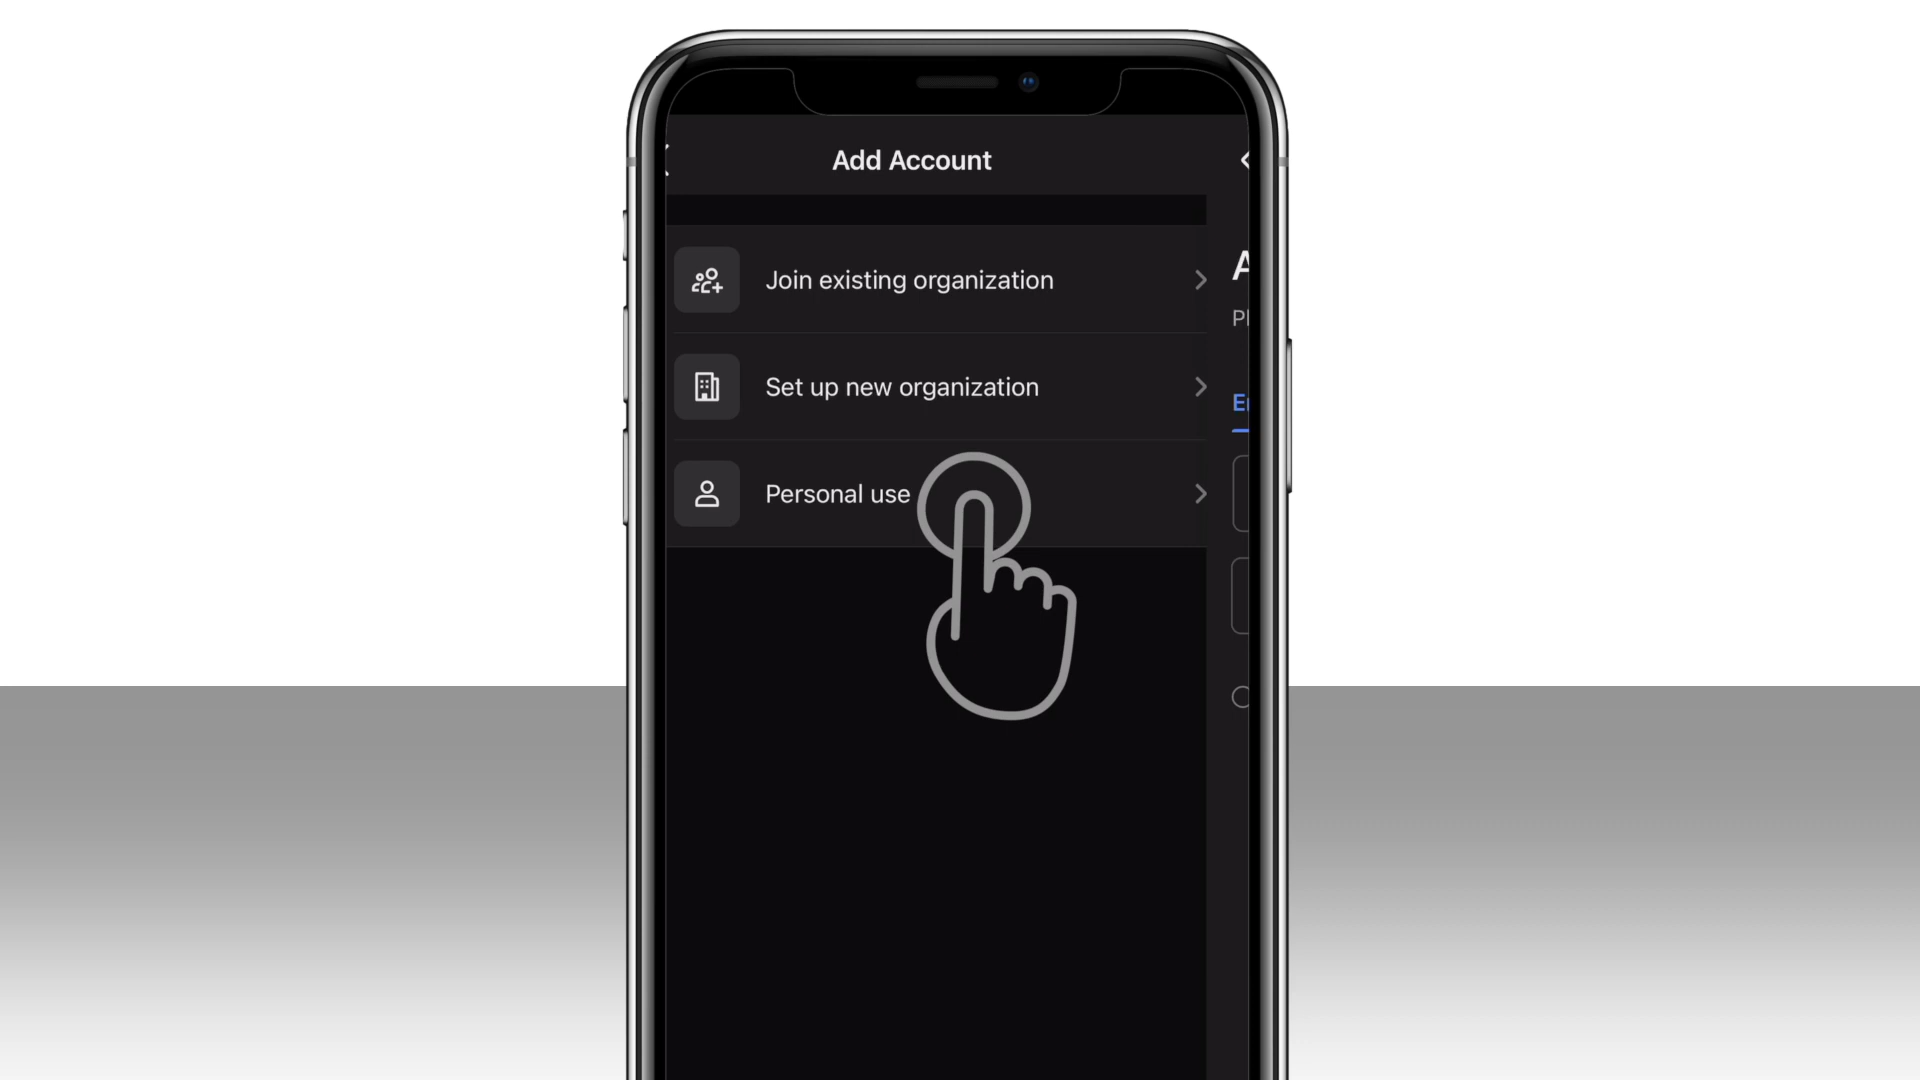 Add Account
Join existing organization
Set up new organization
Personal use